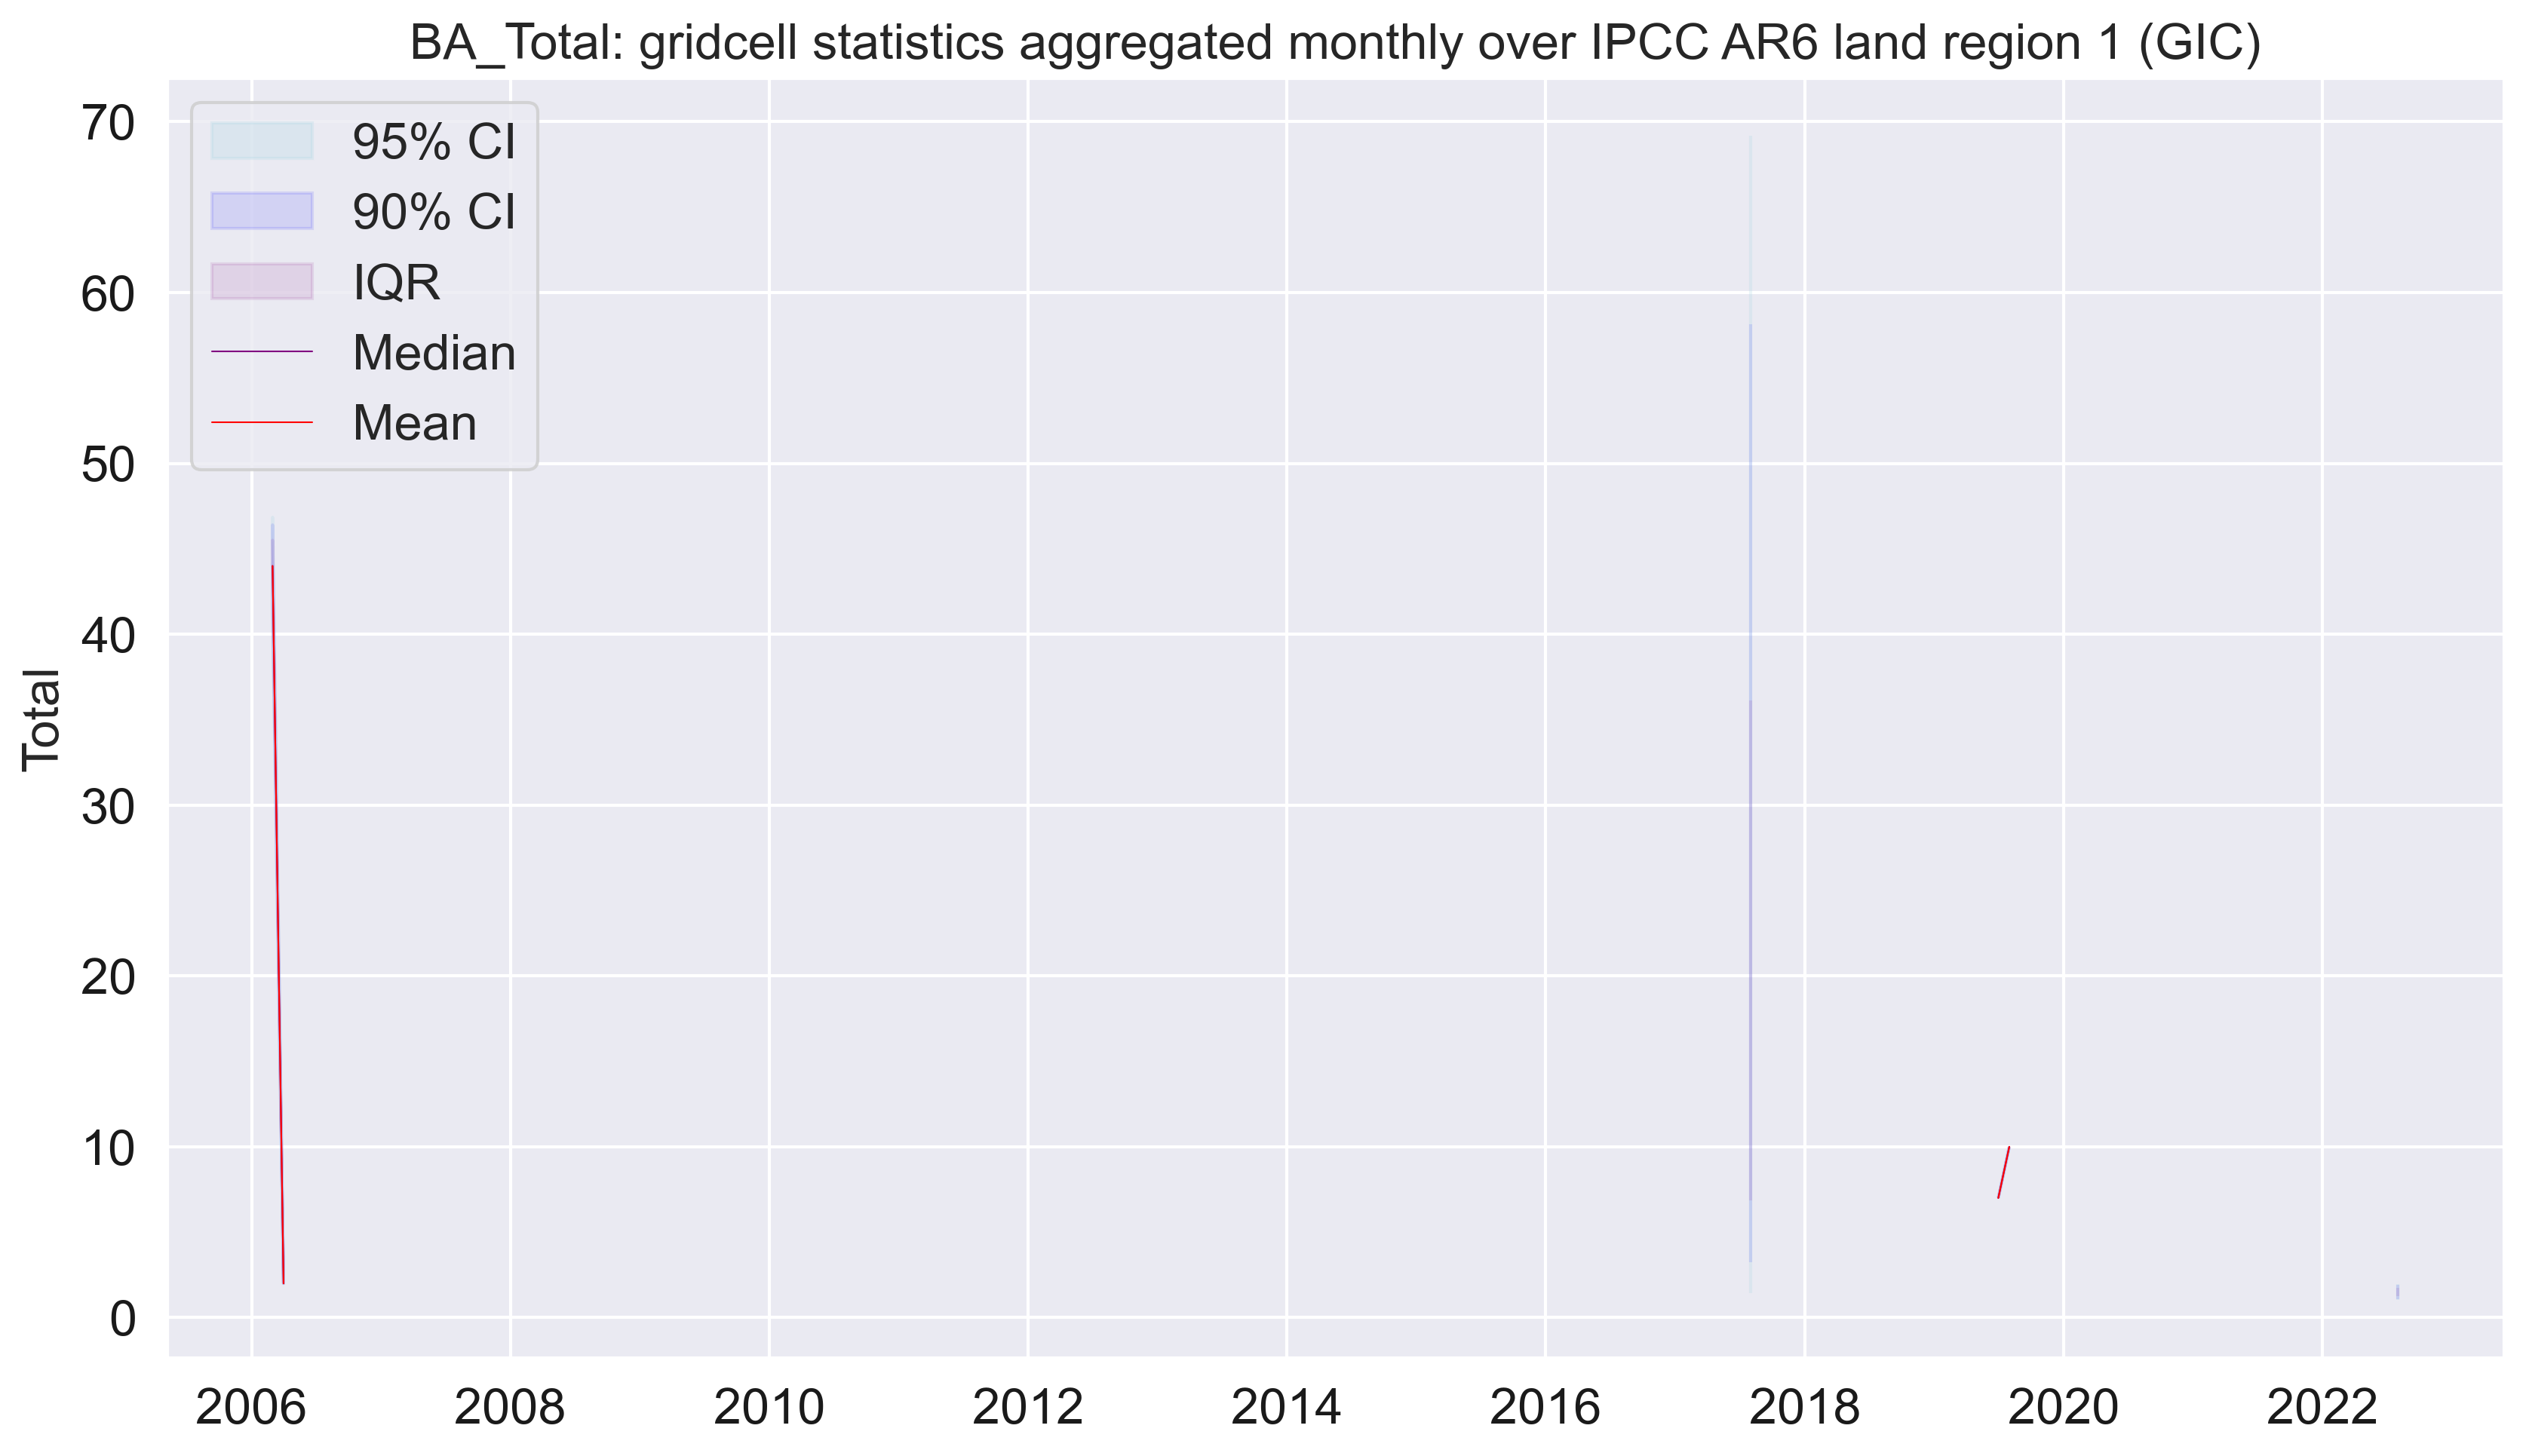 BA_Total: gridcell statistics aggregated monthly over IPCC AR6 land region 1 (GIC)
95% CI
90% CI
IQR
Median
Mean
Total
70
60
50
40
30
20
10
0
2006 2008 2010 2012 2014 2016 2018 2020 2022